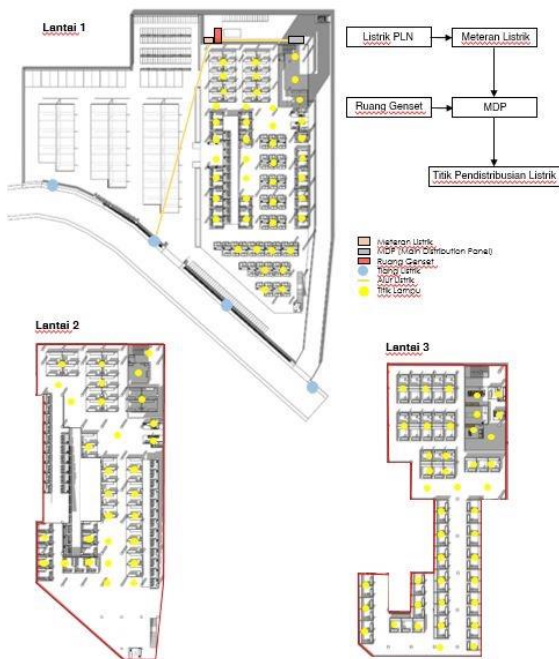 Lantai 1
Listrik PLN
Meteran Listrik
Ruang Genset
MDP
Titik Pendistribusian Listrik
Meteran Listrik
MDP (Main Distribution Panel)
Ruang Genset
Tiang Listrik
Alur Listrik
Titik Lampu
Lantai 2
Lantai 3